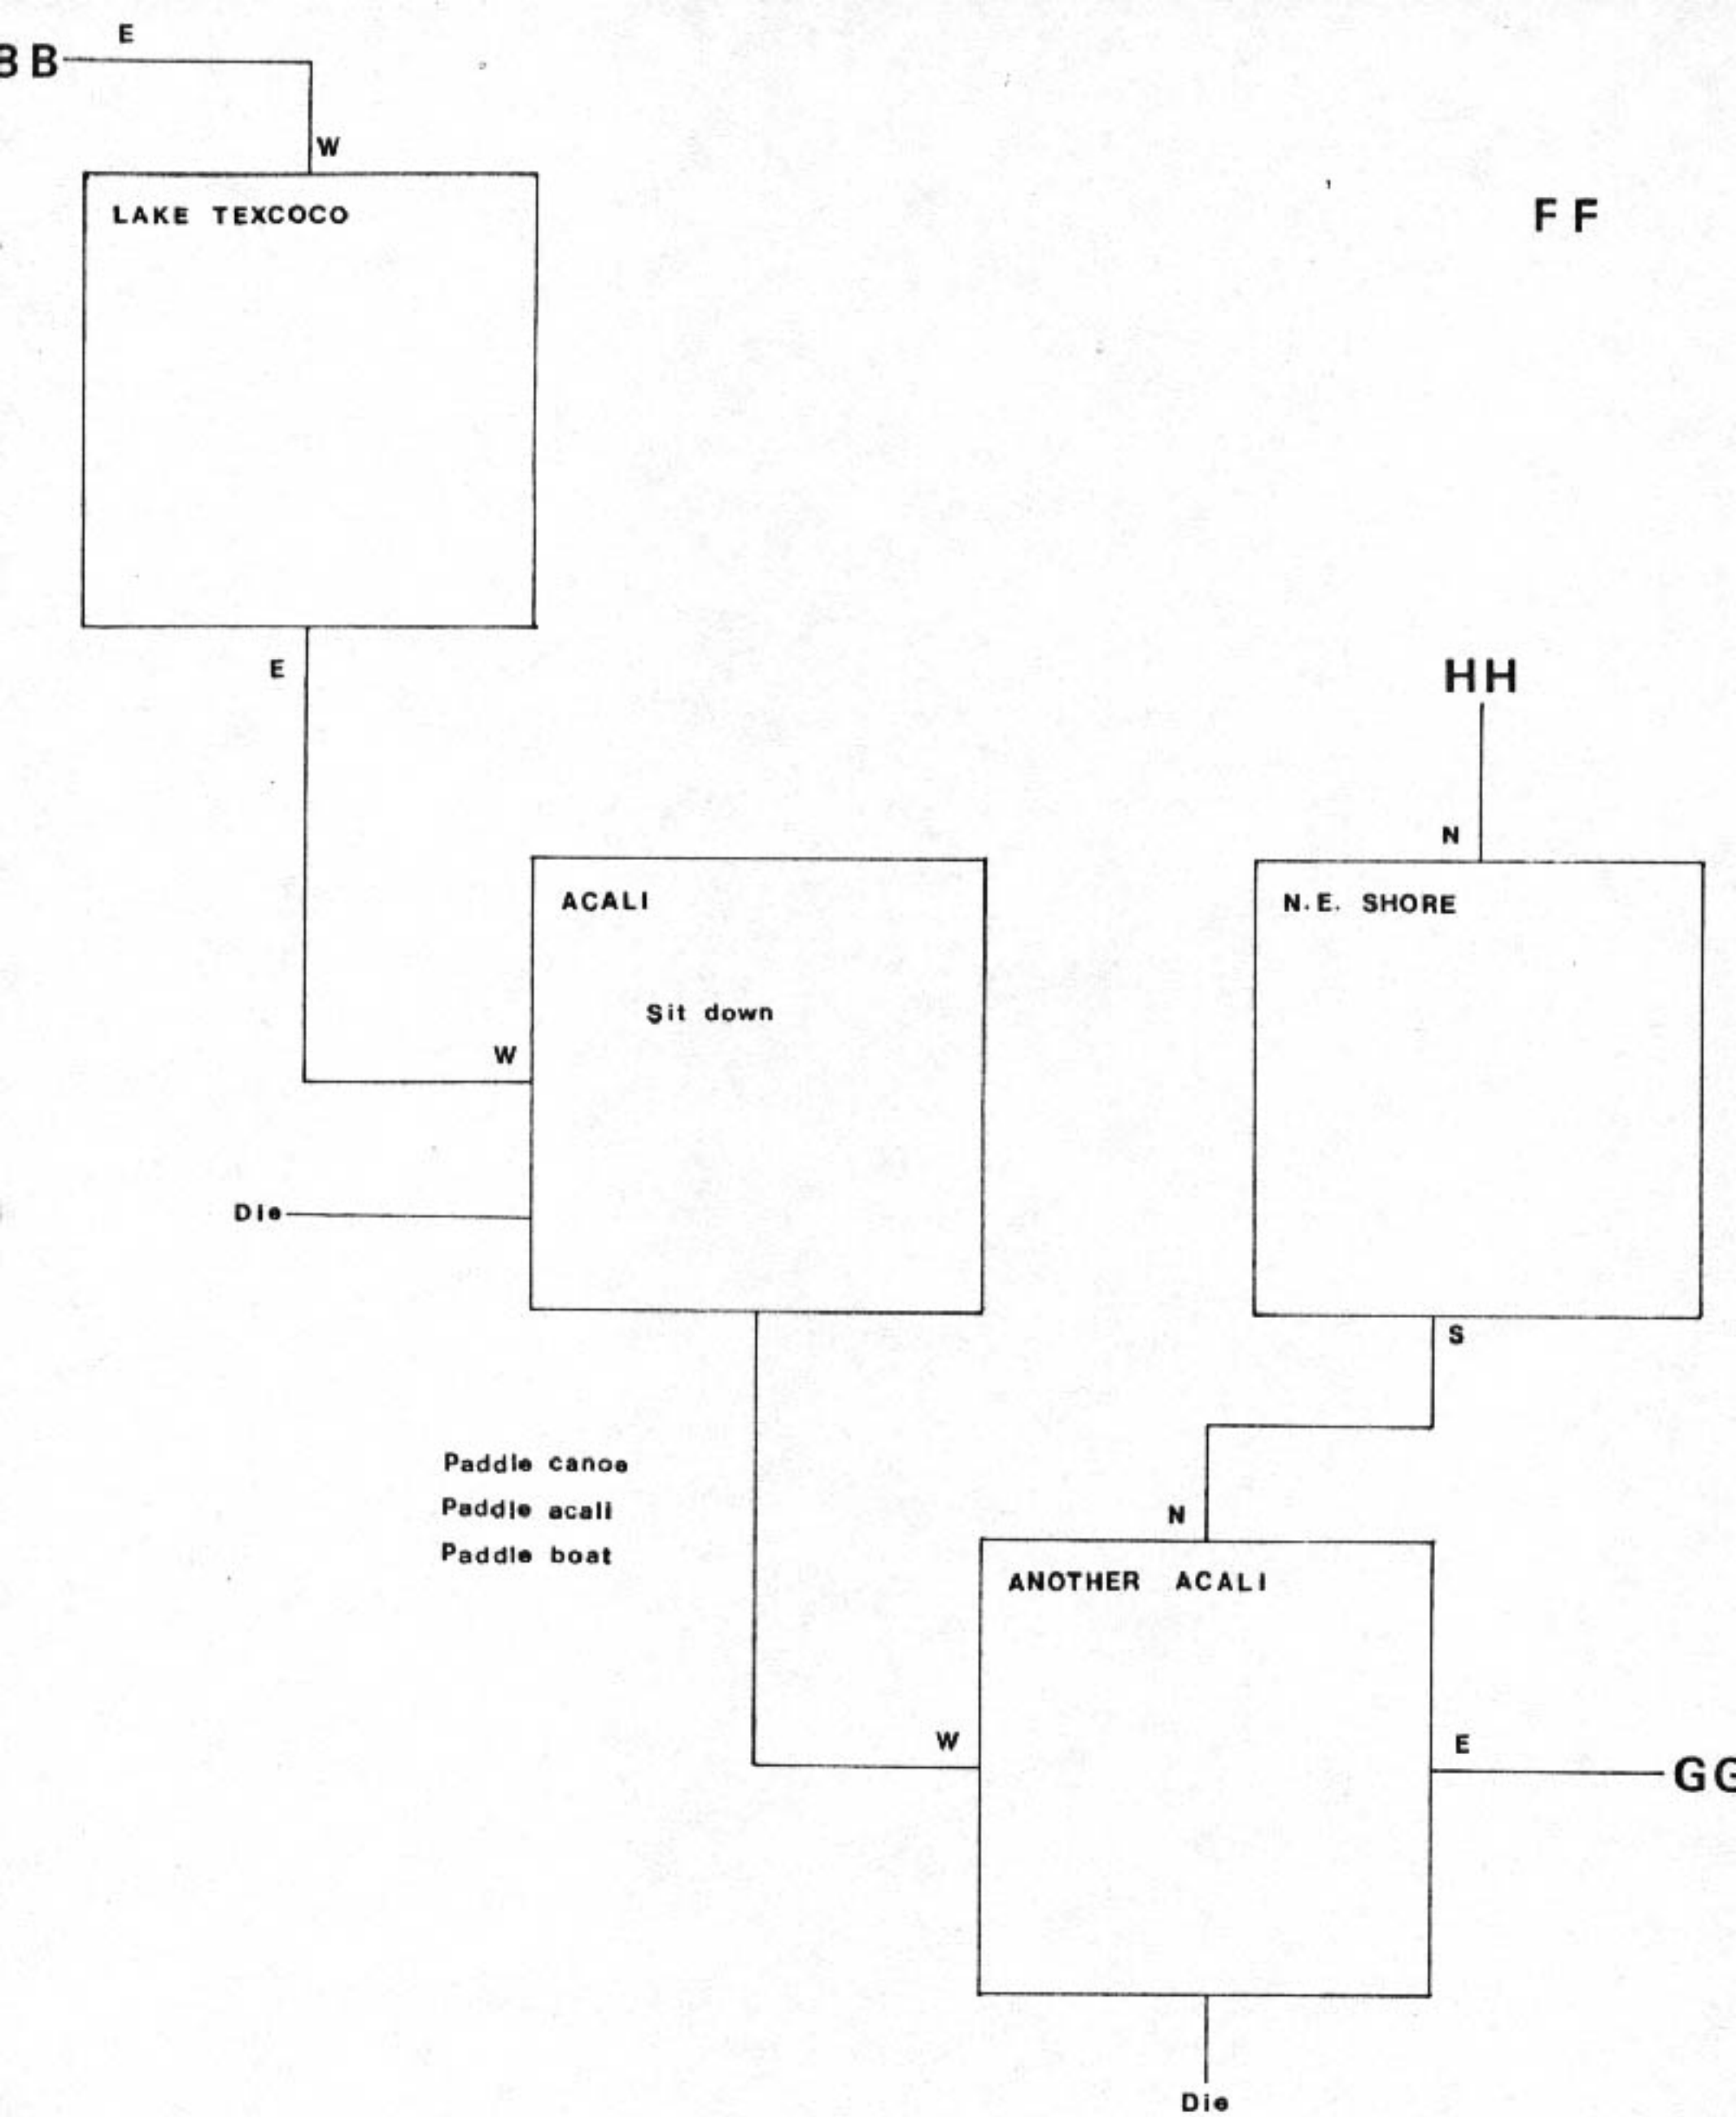 E
BB
W
LAKE TEXCOCO
FF
E
HH
N
ACALI
N.E. SHORE
Sit down
W
Die
S
Paddle canoe
Paddle acali
Paddle boat
N
ANOTHER ACALI
W
E
GG
Die